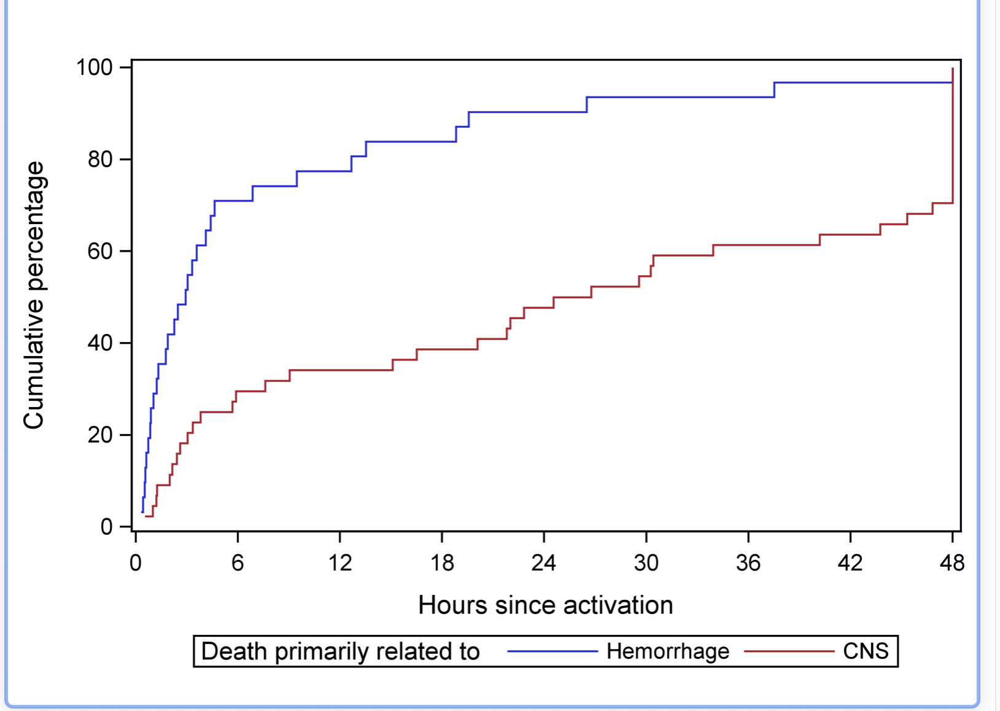 100
80
60
40
20
0
Cumulative percentage
0 6 12 18 24 30 36 42 48
Hours since activation
Death primarily related to Hemorrhage CNS